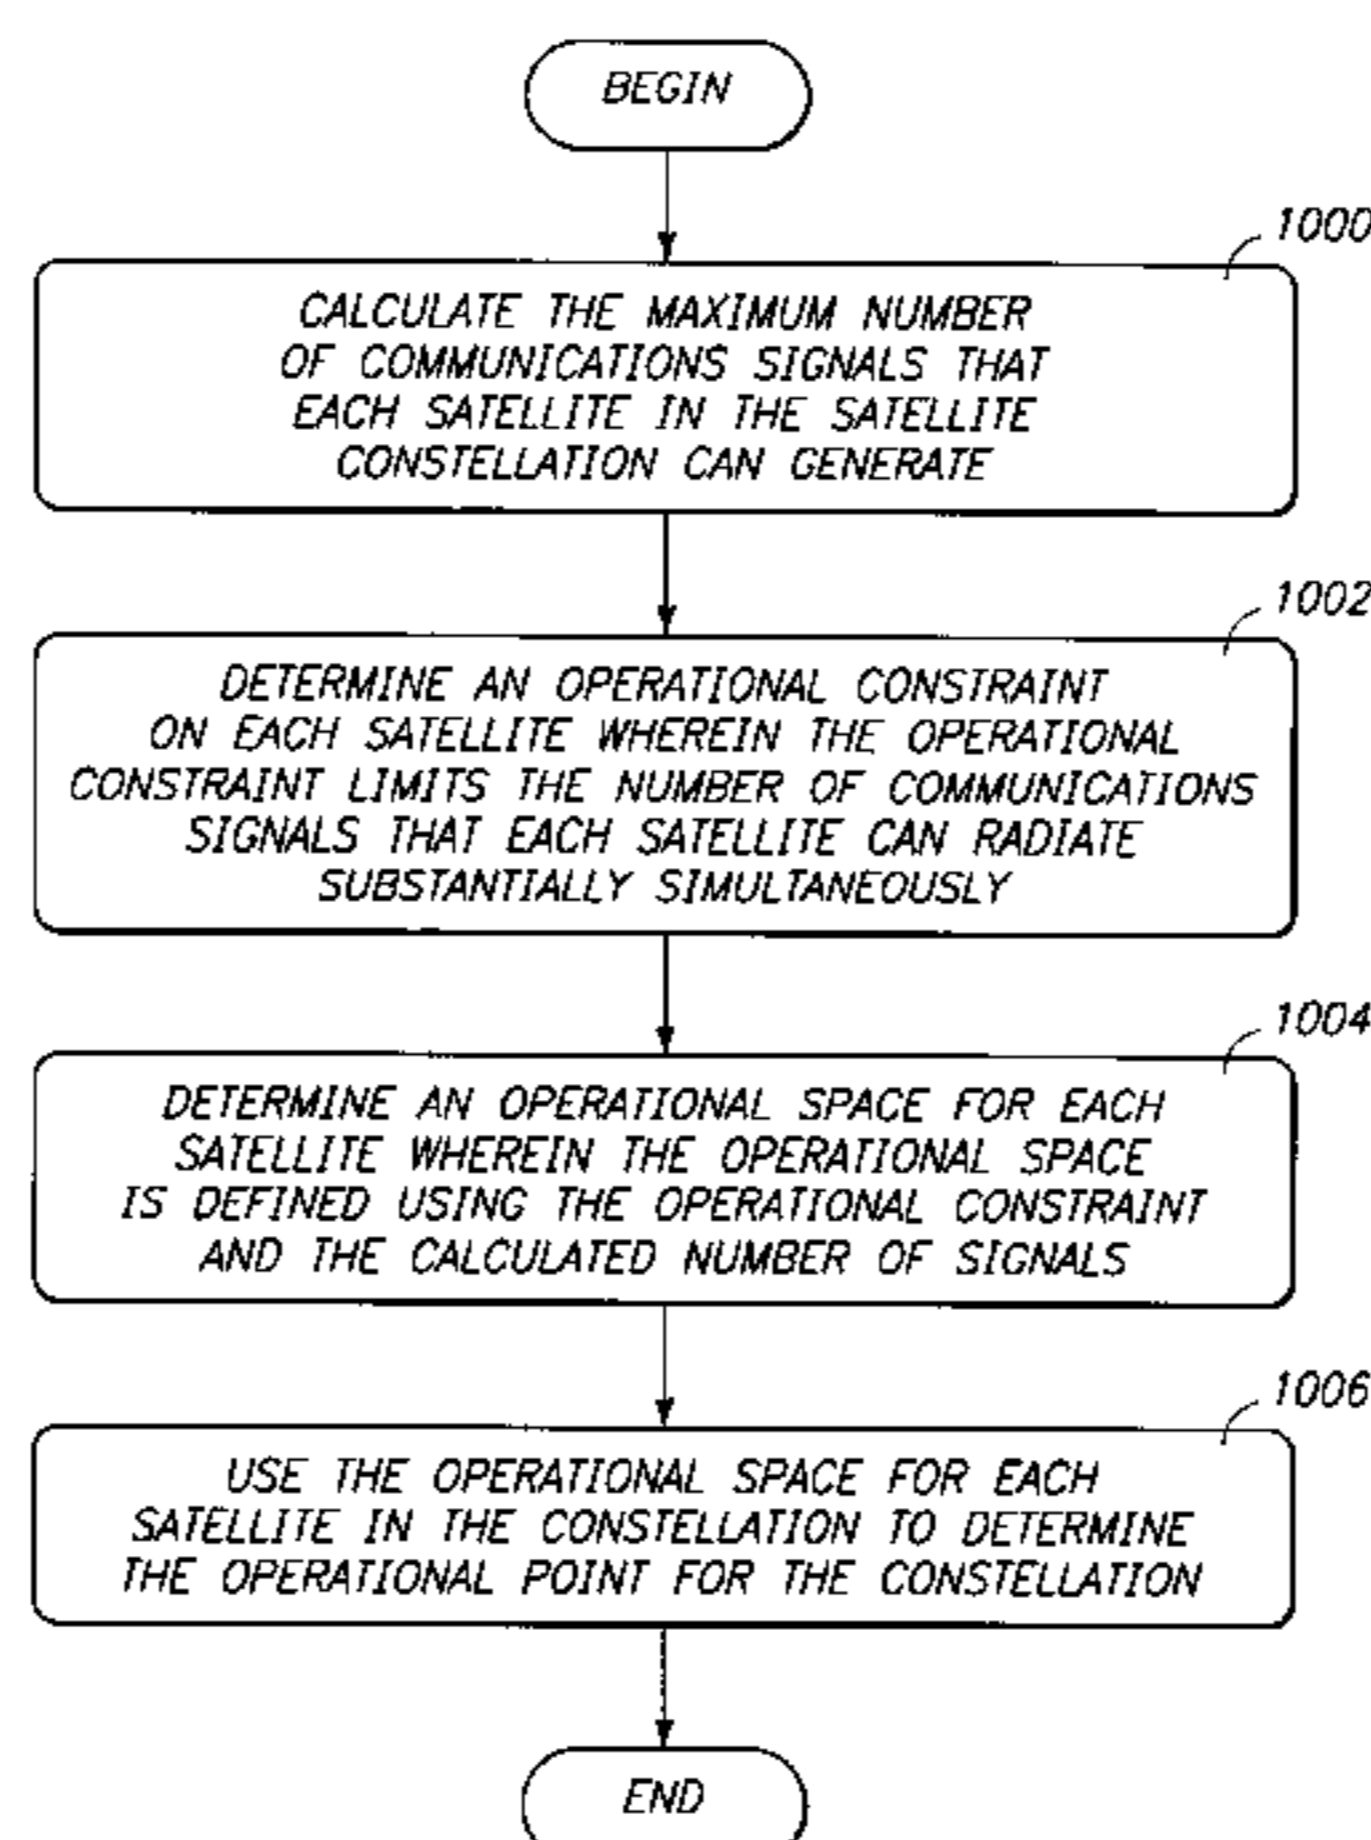 BEGIN
1000
CALCULATE THE MAXIMUM NUMBER
OF COMMUNICATIONS SIGNALS THAT
EACH SATELLITE IN THE SATELLITE
CONSTELLATION CAN GENERATE
1002
DETERMINE AN OPERATIONAL CONSTRAINT
ON EACH SATELLITE WHEREIN THE OPERATIONAL
CONSTRAINT LIMITS THE NUMBER OF COMMUNICATIONS
SIGNALS THAT EACH SATELLITE CAN RADIATE
SUBSTANTIALLY SIMULTANEOUSLY
1004
DETERMINE AN OPERATIONAL SPACE FOR EACH
SATELLITE WHEREIN THE OPERATIONAL SPACE
IS DEFINED USING THE OPERATIONAL CONSTRAINT
AND THE CALCULATED NUMBER OF SIGNALS
1006
USE THE OPERATIONAL SPACE FOR EACH
SATELLITE IN THE CONSTELLATION TO DETERMINE
THE OPERATIONAL POINT FOR THE CONSTELLATION
END